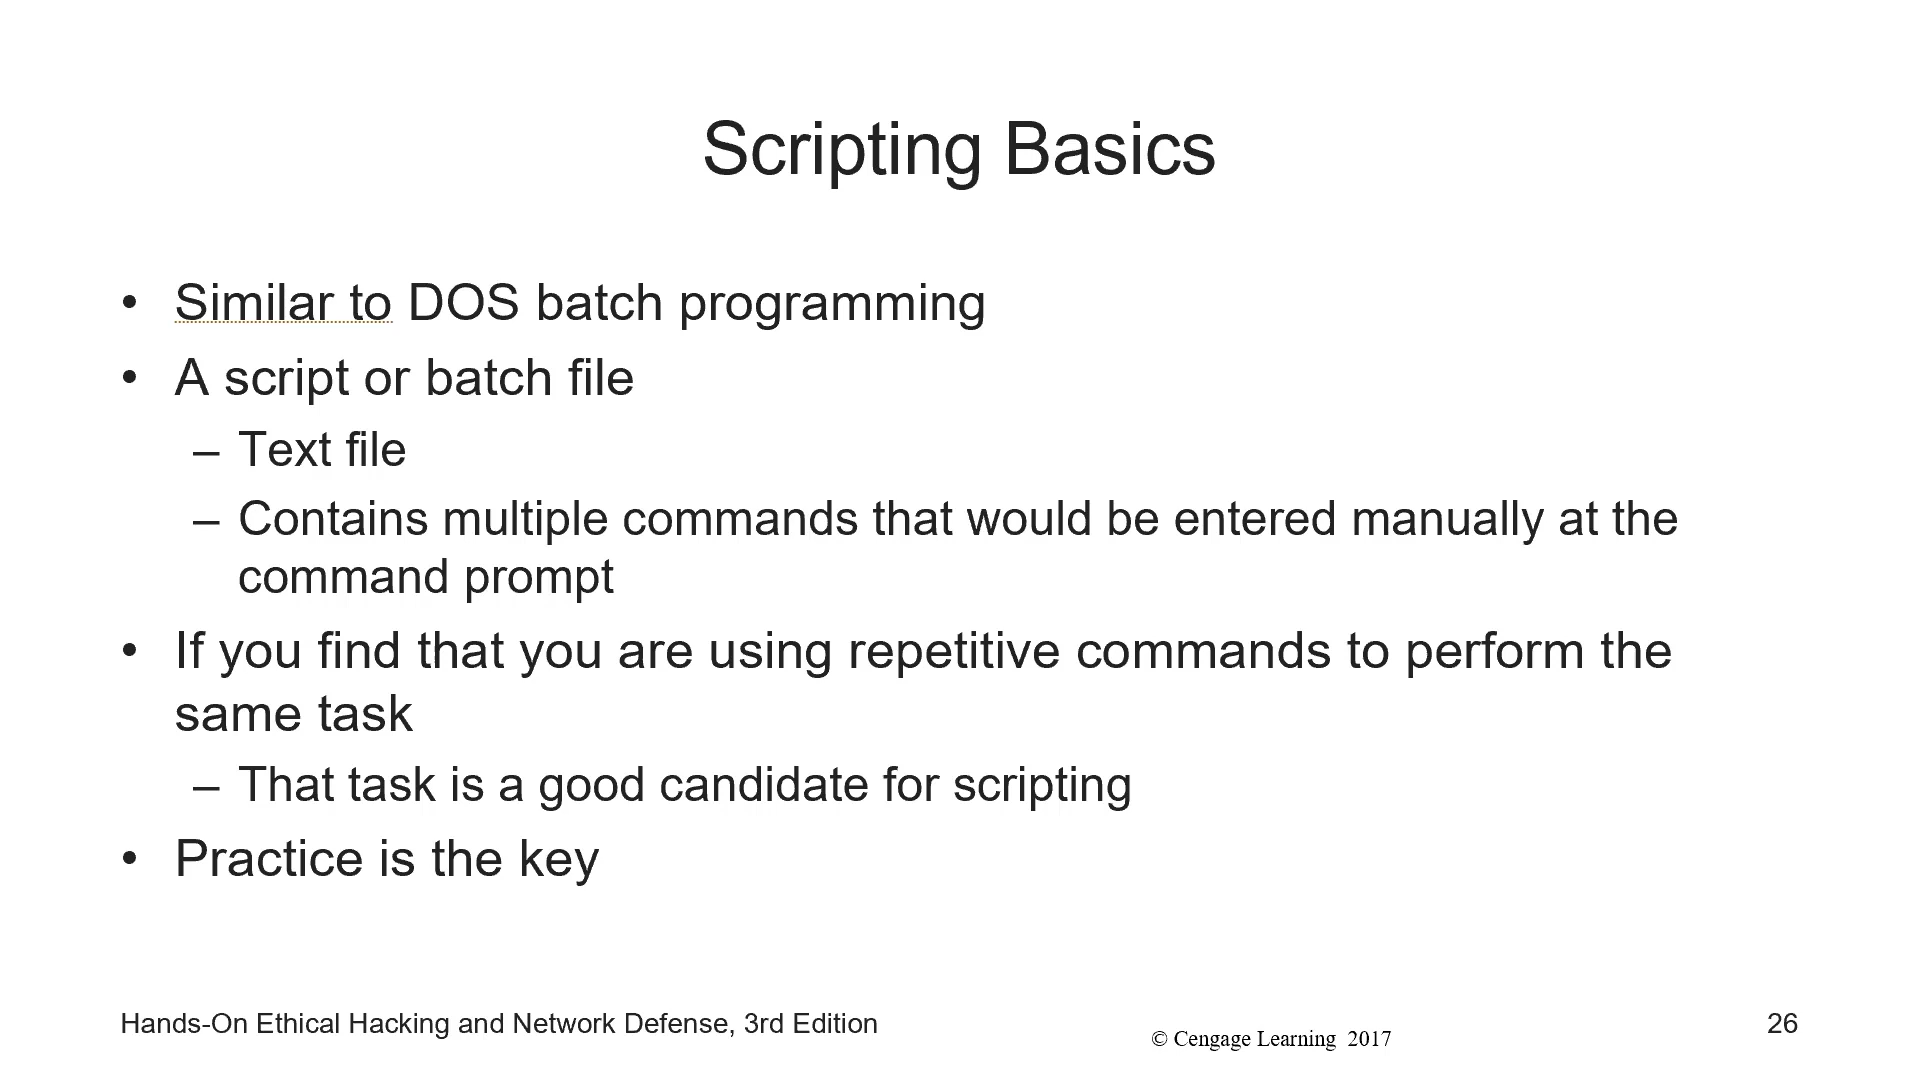 Scripting Basics
• Similar to DOS batch programming
• A script or batch file
– Text file
– Contains multiple commands that would be entered manually at the
command prompt
• If you find that you are using repetitive commands to perform the
same task
– That task is a good candidate for scripting
• Practice is the key
Hands-On Ethical Hacking and Network Defense, 3rd Edition
© Cengage Learning 2017
26